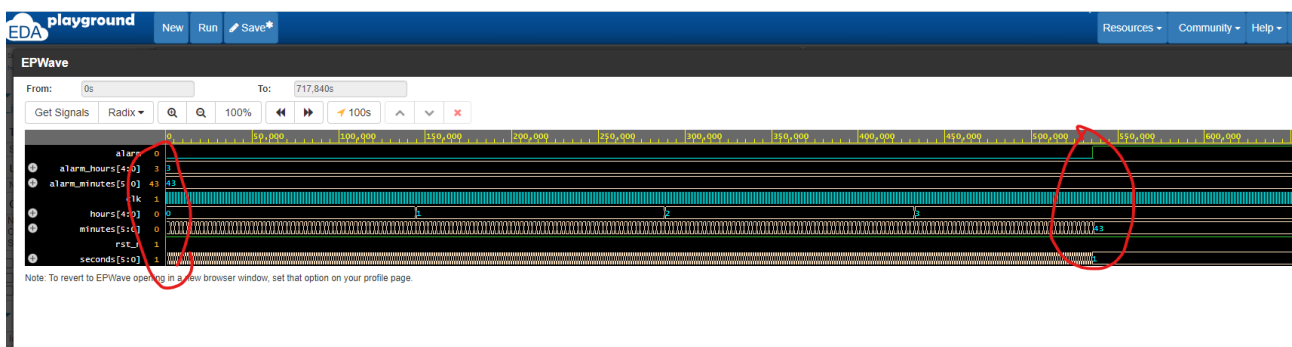 EDA playground New Run Save* Resources Community Help
EPWave
From: 0s To: 717,840s
Get Signals Radix 100% 100s
0 50,000 100,000 150,000 200,000 250,000 300,000 350,000 400,000 450,000 500,000 550,000 600,000
alarm 0
alarm_hours[4:0] 3 3
alarm_minutes[5:0] 43 43
clk 1
hours[4:0] 0 0 1 2 3
minutes[5:0] 0 43
rst_n 1
seconds[5:0] 1 1
Note: To revert to EPWave opening in a new browser window, set that option on your profile page.